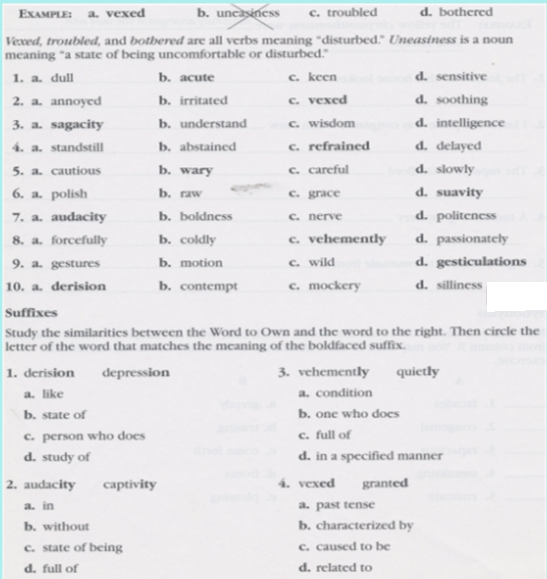 EXAMPLE: a. vexed b. uneasiness c. troubled d. bothered
Vexed, troubled, and bothered are all verbs meaning "disturbed." Uneasiness is a noun
meaning "a state of being uncomfortable or disturbed."
1. a. dull b. acute c. keen d. sensitive
2. a. annoyed b. irritated c. vexed d. soothing
3. a. sagacity b. understand c. wisdom d. intelligence
4. a. standstill b. abstained c. refrained d. delayed
5. a. cautious b. wary c. careful d. slowly
6. a. polish b. raw c. grace d. suavity
7. a. audacity b. boldness c. nerve d. politeness
8. a. forcefully b. coldly c. vehemently d. passionately
9. a. gestures b. motion c. wild d. gesticulations
10. a. derision b. contempt c. mockery d. silliness
Suffixes
Study the similarities between the Word to Own and the word to the right. Then circle the
letter of the word that matches the meaning of the boldfaced suffix.
1. derision depression
a. like
b. state of
c. person who does
d. study of
2. audacity captivity
a. in
b. without
c. state of being
d. full of
3. vehemently quietly
a. condition
b. one who does
c. full of
d. in a specified manner
4. vexed granted
a. past tense
b. characterized by
c. caused to be
d. related to